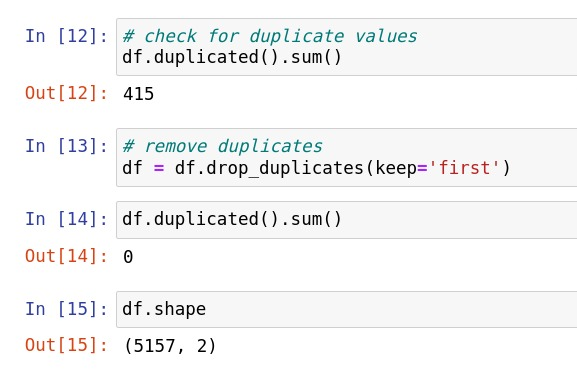 In [12]: # check for duplicate values
df.duplicated().sum()
Out[12]: 415
In [13]: # remove duplicates
df = df.drop_duplicates(keep='first')
In [14]: df.duplicated().sum()
Out[14]: 0
In [15]: df.shape
Out[15]: (5157, 2)